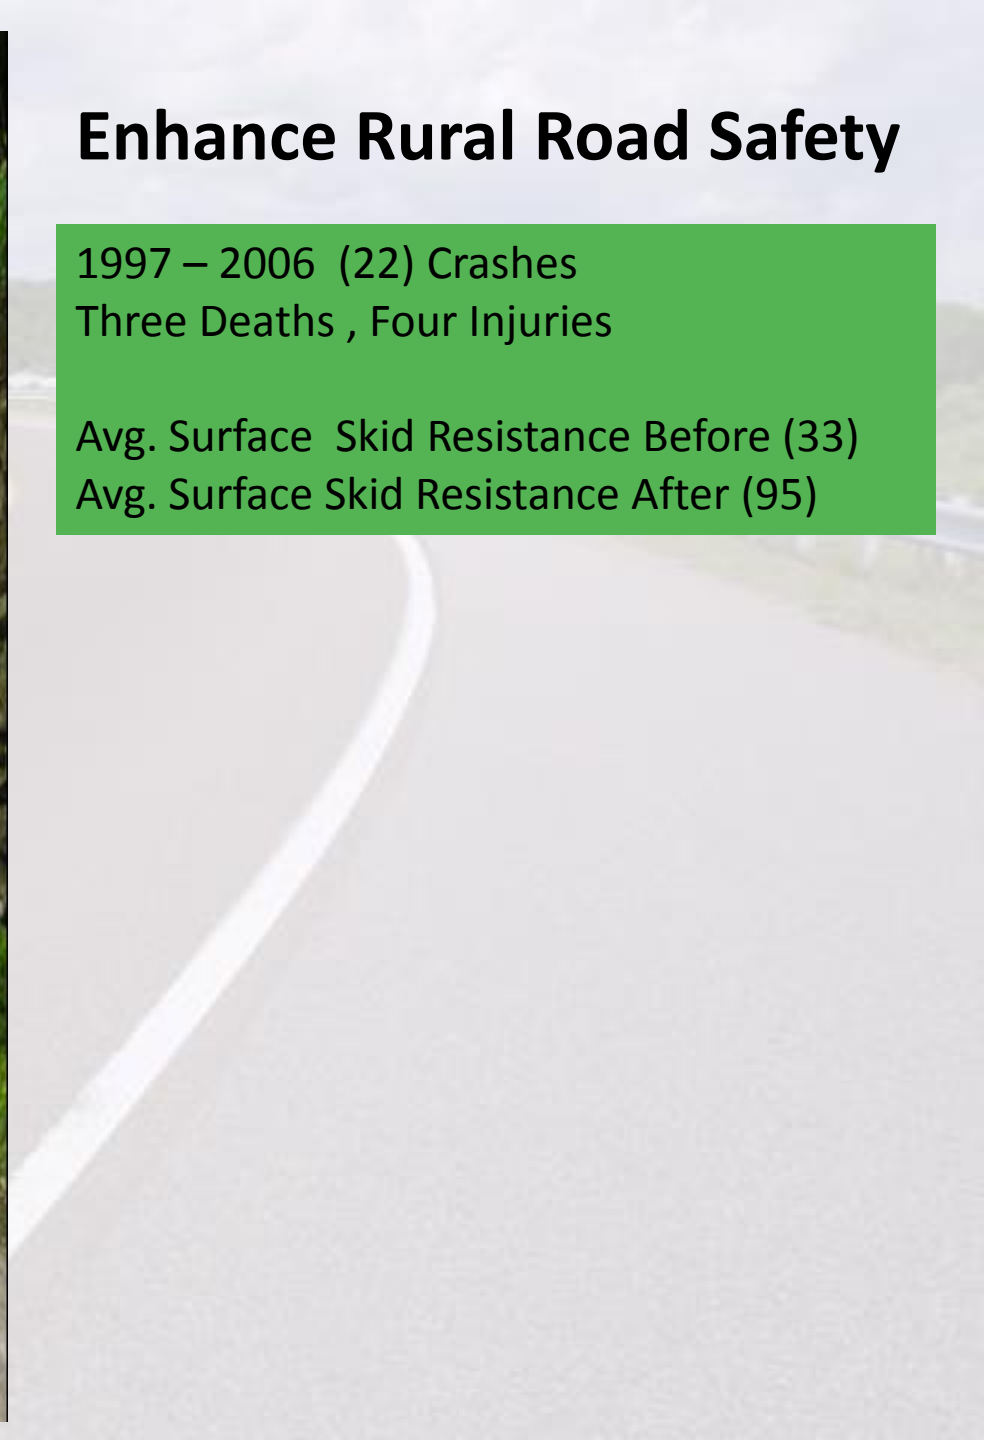 Enhance Rural Road Safety
1997 – 2006  (22) Crashes
Three Deaths , Four Injuries
Avg. Surface  Skid Resistance Before (33)
Avg. Surface Skid Resistance After (95)